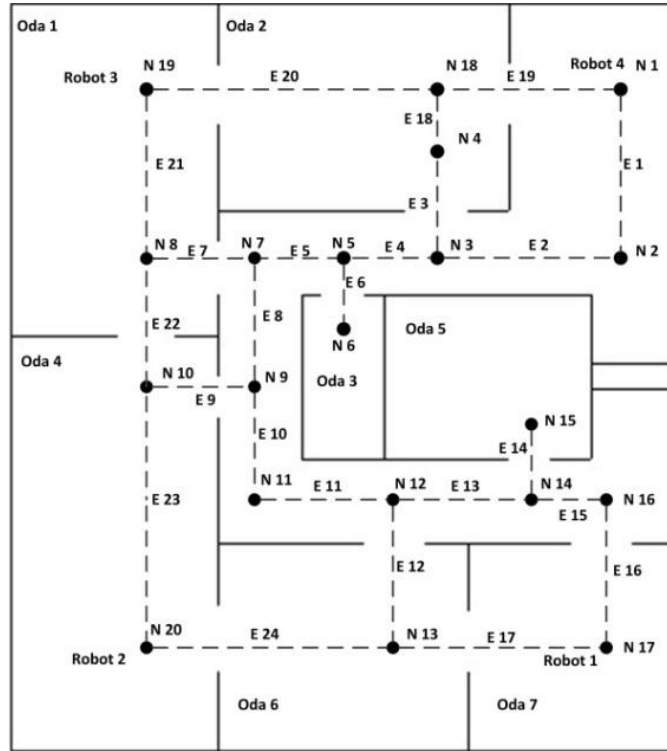 Oda 1
Oda 2
N 19
N 18
Robot 4
N 1
Robot 3
E 20
E 19
E 18
N 4
E 21
E 1
E 3
N 8
E 7
N 7
E 5
N 5
E 4
N 3
E 2
N 2
E 6
E 22
E 8
N 6
Oda 5
Oda 4
Oda 3
N 10
N 9
E 9
E 10
N 15
E 14
N 11
E 11
N 12
E 13
N 14
N 16
E 15
E 23
E 12
E 16
N 20
E 24
N 13
E 17
N 17
Robot 2
Robot 1
Oda 6
Oda 7